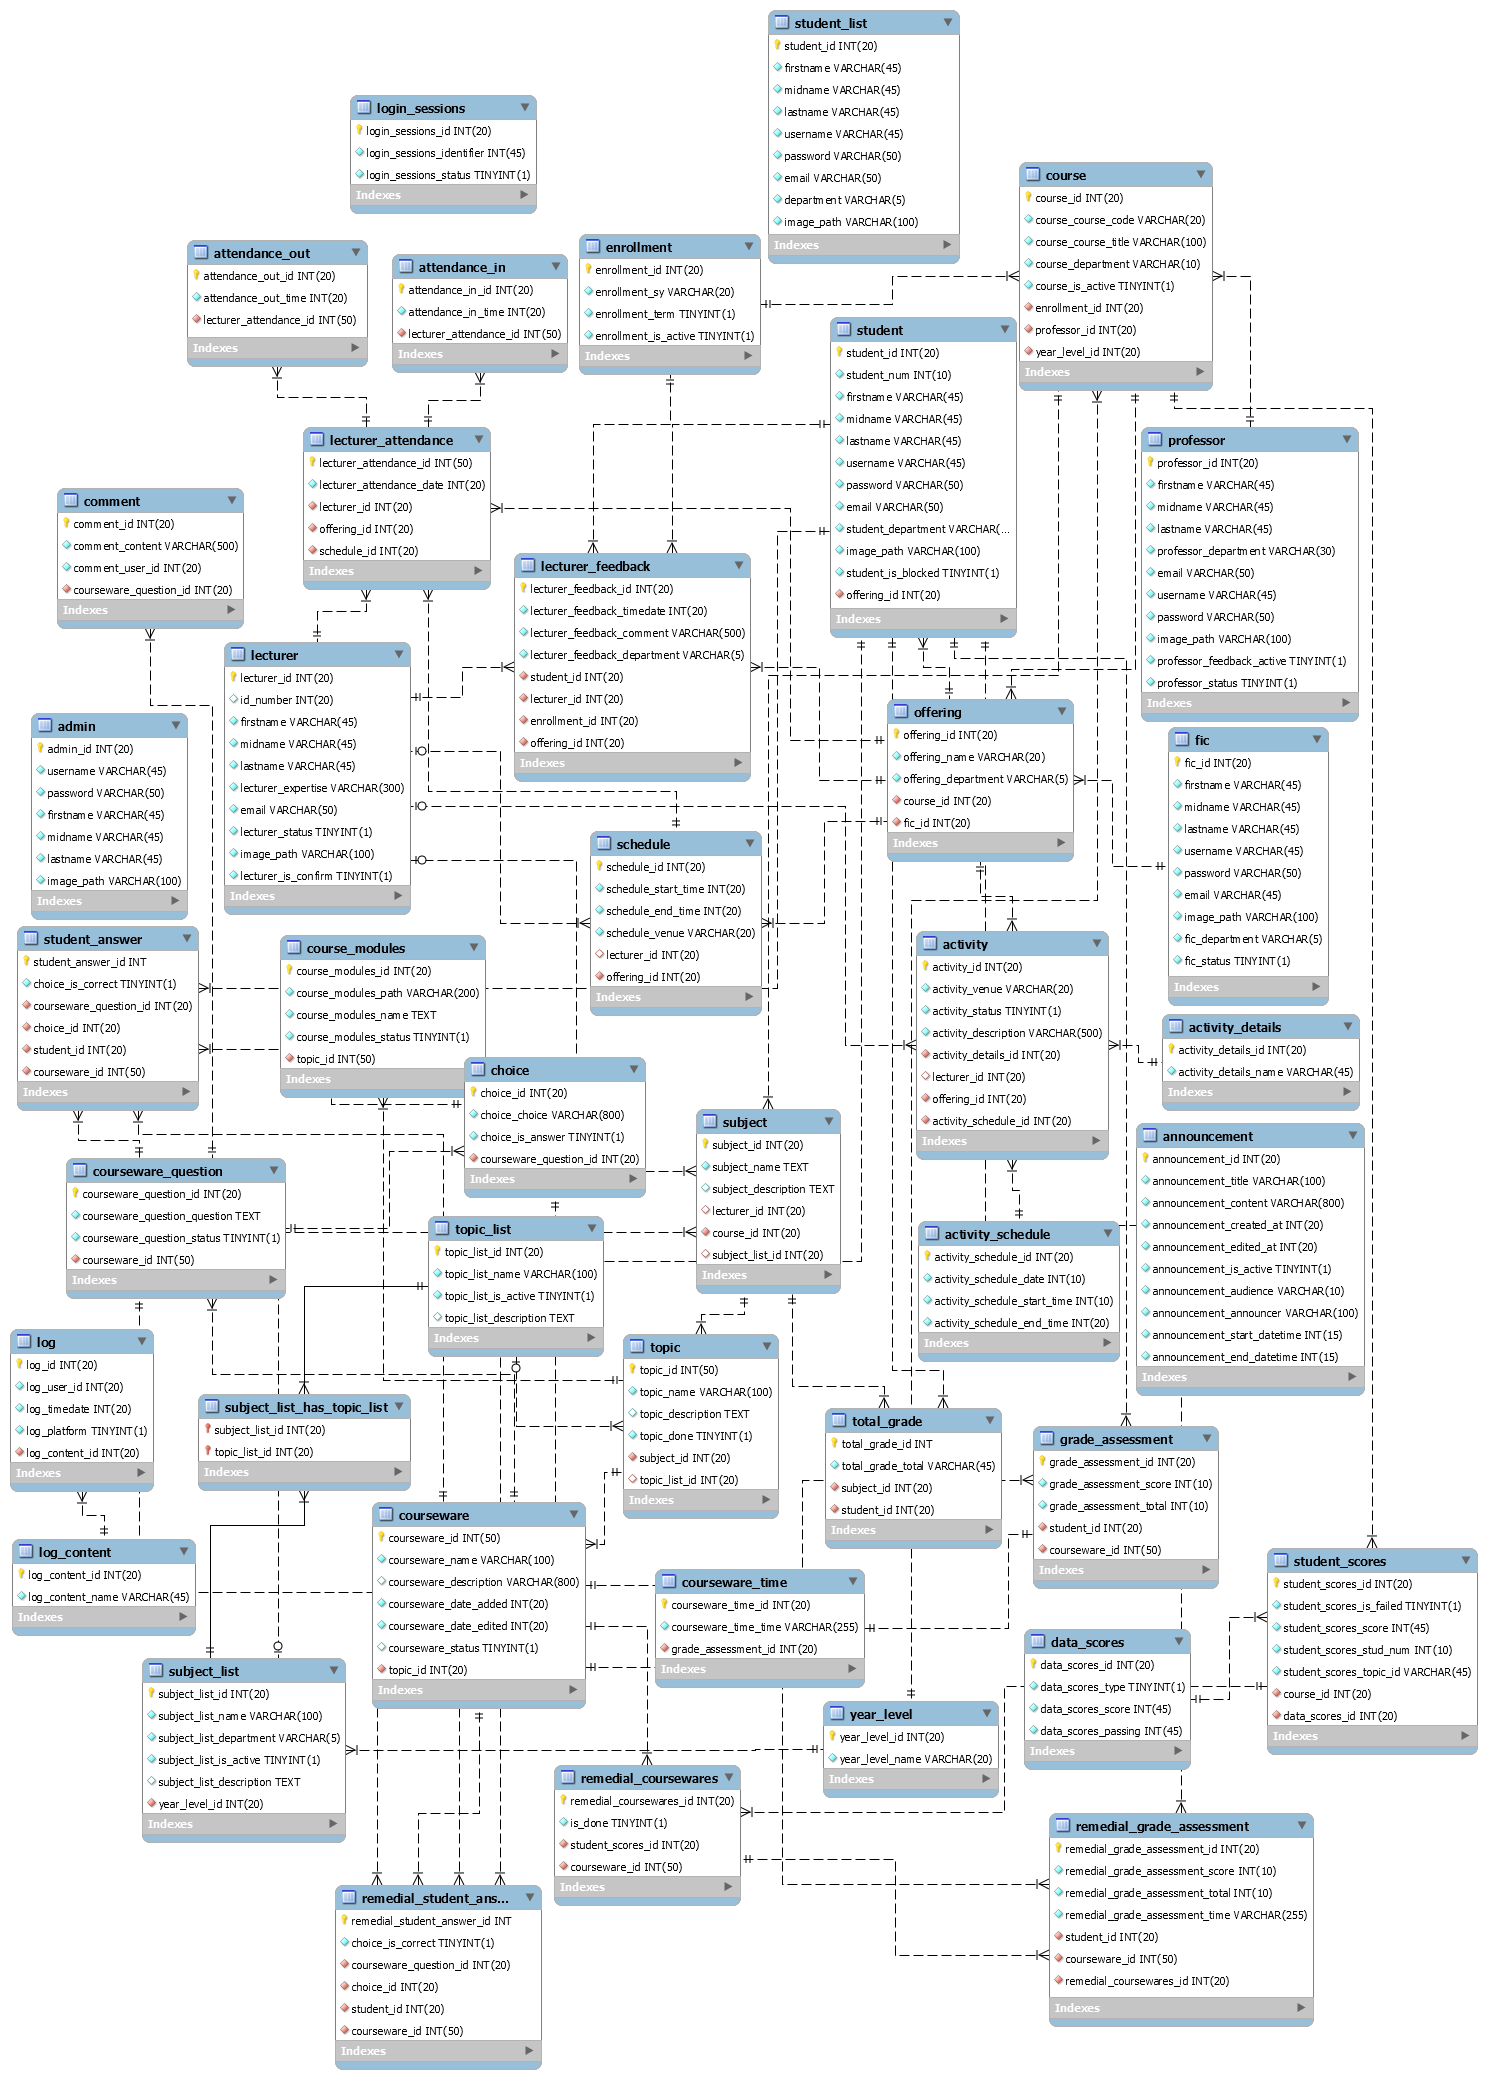 student_list
student_id INT(20)
firstname VARCHAR(45)
midname VARCHAR(45)
lastname VARCHAR(45)
username VARCHAR(45)
password VARCHAR(50)
email VARCHAR(50)
department VARCHAR(5)
image_path VARCHAR(100)
Indexes
login_sessions
login_sessions_id INT(20)
login_sessions_identifier INT(45)
login_sessions_status TINYINT(1)
Indexes
course
course_id INT(20)
course_course_code VARCHAR(20)
course_course_title VARCHAR(100)
course_department VARCHAR(10)
course_is_active TINYINT(1)
enrollment_id INT(20)
professor_id INT(20)
year_level_id INT(20)
Indexes
attendance_out
attendance_out_id INT(20)
attendance_out_time INT(20)
lecturer_attendance_id INT(50)
Indexes
attendance_in
attendance_in_id INT(20)
attendance_in_time INT(20)
lecturer_attendance_id INT(50)
Indexes
enrollment
enrollment_id INT(20)
enrollment_sy VARCHAR(20)
enrollment_term TINYINT(1)
enrollment_is_active TINYINT(1)
Indexes
student
student_id INT(20)
student_num INT(10)
firstname VARCHAR(45)
midname VARCHAR(45)
lastname VARCHAR(45)
username VARCHAR(45)
password VARCHAR(50)
email VARCHAR(50)
student_department VARCHAR(...
image_path VARCHAR(100)
student_is_blocked TINYINT(1)
offering_id INT(20)
Indexes
lecturer_attendance
lecturer_attendance_id INT(50)
lecturer_attendance_date INT(20)
lecturer_id INT(20)
offering_id INT(20)
schedule_id INT(20)
Indexes
professor
professor_id INT(20)
firstname VARCHAR(45)
midname VARCHAR(45)
lastname VARCHAR(45)
professor_department VARCHAR(30)
email VARCHAR(50)
username VARCHAR(45)
password VARCHAR(50)
image_path VARCHAR(100)
professor_feedback_active TINYINT(1)
professor_status TINYINT(1)
Indexes
comment
comment_id INT(20)
comment_content VARCHAR(500)
comment_user_id INT(20)
courseware_question_id INT(20)
Indexes
lecturer_feedback
lecturer_feedback_id INT(20)
lecturer_feedback_timedate INT(20)
lecturer_feedback_comment VARCHAR(500)
lecturer_feedback_department VARCHAR(5)
student_id INT(20)
lecturer_id INT(20)
enrollment_id INT(20)
offering_id INT(20)
Indexes
lecturer
lecturer_id INT(20)
id_number INT(20)
firstname VARCHAR(45)
midname VARCHAR(45)
lastname VARCHAR(45)
lecturer_expertise VARCHAR(300)
email VARCHAR(50)
lecturer_status TINYINT(1)
image_path VARCHAR(100)
lecturer_is_confirm TINYINT(1)
Indexes
offering
offering_id INT(20)
offering_name VARCHAR(20)
offering_department VARCHAR(5)
course_id INT(20)
fic_id INT(20)
Indexes
admin
admin_id INT(20)
username VARCHAR(45)
password VARCHAR(50)
firstname VARCHAR(45)
midname VARCHAR(45)
lastname VARCHAR(45)
image_path VARCHAR(100)
Indexes
fic
fic_id INT(20)
firstname VARCHAR(45)
midname VARCHAR(45)
lastname VARCHAR(45)
username VARCHAR(45)
password VARCHAR(50)
email VARCHAR(45)
image_path VARCHAR(100)
fic_department VARCHAR(5)
fic_status TINYINT(1)
Indexes
schedule
schedule_id INT(20)
schedule_start_time INT(20)
schedule_end_time INT(20)
schedule_venue VARCHAR(20)
lecturer_id INT(20)
offering_id INT(20)
Indexes
student_answer
student_answer_id INT
choice_is_correct TINYINT(1)
courseware_question_id INT(20)
choice_id INT(20)
student_id INT(20)
courseware_id INT(50)
Indexes
course_modules
course_modules_id INT(20)
course_modules_path VARCHAR(200)
course_modules_name TEXT
course_modules_status TINYINT(1)
topic_id INT(50)
Indexes
activity
activity_id INT(20)
activity_venue VARCHAR(20)
activity_status TINYINT(1)
activity_description VARCHAR(500)
activity_details_id INT(20)
lecturer_id INT(20)
offering_id INT(20)
activity_schedule_id INT(20)
Indexes
activity_details
activity_details_id INT(20)
activity_details_name VARCHAR(45)
Indexes
choice
choice_id INT(20)
choice_choice VARCHAR(800)
choice_is_answer TINYINT(1)
courseware_question_id INT(20)
Indexes
subject
subject_id INT(20)
subject_name TEXT
subject_description TEXT
lecturer_id INT(20)
course_id INT(20)
subject_list_id INT(20)
Indexes
announcement
announcement_id INT(20)
announcement_title VARCHAR(100)
announcement_content VARCHAR(800)
announcement_created_at INT(20)
announcement_edited_at INT(20)
announcement_is_active TINYINT(1)
announcement_audience VARCHAR(10)
announcement_announcer VARCHAR(100)
announcement_start_datetime INT(15)
announcement_end_datetime INT(15)
Indexes
courseware_question
courseware_question_id INT(20)
courseware_question_question TEXT
courseware_question_status TINYINT(1)
courseware_id INT(50)
Indexes
topic_list
topic_list_id INT(20)
topic_list_name VARCHAR(100)
topic_list_is_active TINYINT(1)
topic_list_description TEXT
Indexes
activity_schedule
activity_schedule_id INT(20)
activity_schedule_date INT(10)
activity_schedule_start_time INT(10)
activity_schedule_end_time INT(20)
Indexes
log
log_id INT(20)
log_user_id INT(20)
log_timedate INT(20)
log_platform TINYINT(1)
log_content_id INT(20)
Indexes
topic
topic_id INT(50)
topic_name VARCHAR(100)
topic_description TEXT
topic_done TINYINT(1)
subject_id INT(20)
topic_list_id INT(20)
Indexes
subject_list_has_topic_list
subject_list_id INT(20)
topic_list_id INT(20)
Indexes
total_grade
total_grade_id INT
total_grade_total VARCHAR(45)
subject_id INT(20)
student_id INT(20)
Indexes
grade_assessment
grade_assessment_id INT(20)
grade_assessment_score INT(10)
grade_assessment_total INT(10)
student_id INT(20)
courseware_id INT(50)
Indexes
courseware
courseware_id INT(50)
courseware_name VARCHAR(100)
courseware_description VARCHAR(800)
courseware_date_added INT(20)
courseware_date_edited INT(20)
courseware_status TINYINT(1)
topic_id INT(20)
Indexes
log_content
log_content_id INT(20)
log_content_name VARCHAR(45)
Indexes
student_scores
student_scores_id INT(20)
student_scores_is_failed TINYINT(1)
student_scores_score INT(45)
student_scores_stud_num INT(10)
student_scores_topic_id VARCHAR(45)
course_id INT(20)
data_scores_id INT(20)
Indexes
courseware_time
courseware_time_id INT(20)
courseware_time_time VARCHAR(255)
grade_assessment_id INT(20)
Indexes
data_scores
data_scores_id INT(20)
data_scores_type TINYINT(1)
data_scores_score INT(45)
data_scores_passing INT(45)
Indexes
subject_list
subject_list_id INT(20)
subject_list_name VARCHAR(100)
subject_list_department VARCHAR(5)
subject_list_is_active TINYINT(1)
subject_list_description TEXT
year_level_id INT(20)
Indexes
year_level
year_level_id INT(20)
year_level_name VARCHAR(20)
Indexes
remedial_coursewares
remedial_coursewares_id INT(20)
is_done TINYINT(1)
student_scores_id INT(20)
courseware_id INT(50)
Indexes
remedial_grade_assessment
remedial_grade_assessment_id INT(20)
remedial_grade_assessment_score INT(10)
remedial_grade_assessment_total INT(10)
remedial_grade_assessment_time VARCHAR(255)
student_id INT(20)
courseware_id INT(50)
remedial_coursewares_id INT(20)
Indexes
remedial_student_ans...
remedial_student_answer_id INT
choice_is_correct TINYINT(1)
courseware_question_id INT(20)
choice_id INT(20)
student_id INT(20)
courseware_id INT(50)
Indexes